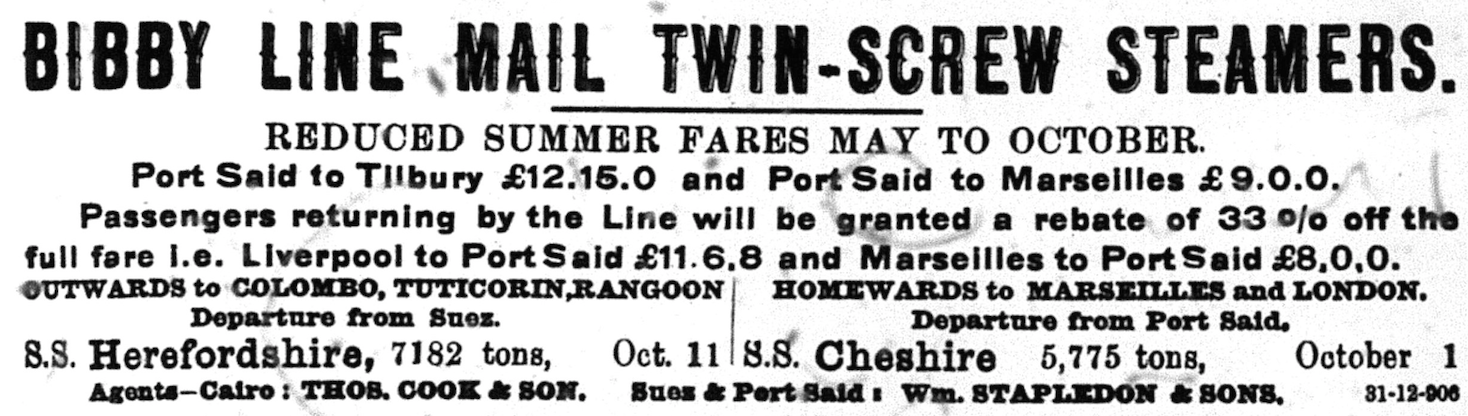 BIBBY LINE MAIL TWIN-SCREW STEAMERS.
REDUCED SUMMER FARES MAY TO OCTOBER.
Port Said to Tilbury £12.15.0 and Port Said to Marseilles £9.0.0.
Passengers returning by the Line will be granted a rebate of 33 o/o off the
full fare i.e. Liverpool to Port Said £11.6.8 and Marseilles to Port Said £8,0,0.
OUTWARDS to COLOMBO, TUTICORIN,RANGOON
Departure from Suez.
S.S. Herefordshire, 7182 tons, Oct. 11
HOMEWARDS to MARSEILLES and LONDON.
Departure from Port Said,
S.S. Cheshire 5,775 tons, October 1
Agents—Cairo : THOS. COOK & SON. Suez & Port Said : Wm. STAPLEDON & SONS. 31-12-906